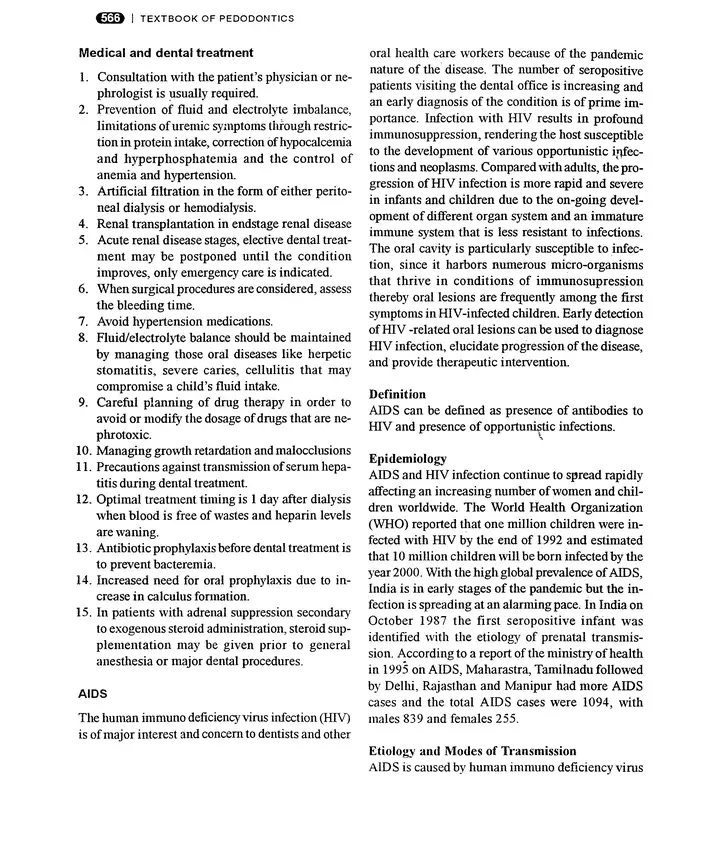 566 | TEXTBOOK OF PEDODONTICS
Medical and dental treatment
1. Consultation with the patient's physician or ne-
phrologist is usually required.
2. Prevention of fluid and electrolyte imbalance,
limitations of uremic symptoms through restric-
tion in protein intake, correction of hypocalcemia
and hyperphosphatemia and the control of
anemia and hypertension.
3. Artificial filtration in the form of either perito-
neal dialysis or hemodialysis.
4. Renal transplantation in endstage renal disease
5. Acute renal disease stages, elective dental treat-
ment may be postponed until the condition
improves, only emergency care is indicated.
6. When surgical procedures are considered, assess
the bleeding time.
7. Avoid hypertension medications.
8. Fluid/electrolyte balance should be maintained
by managing those oral diseases like herpetic
stomatitis, severe caries, cellulitis that may
compromise a child's fluid intake.
9. Careful planning of drug therapy in order to
avoid or modify the dosage of drugs that are ne-
phrotoxic.
10. Managing growth retardation and malocclusions
11. Precautions against transmission of serum hepa-
titis during dental treatment.
12. Optimal treatment timing is 1 day after dialysis
when blood is free of wastes and heparin levels
are waning.
13. Antibiotic prophylaxis before dental treatment is
to prevent bacteremia.
14. Increased need for oral prophylaxis due to in-
crease in calculus formation.
15. In patients with adrenal suppression secondary
to exogenous steroid administration, steroid sup-
plementation may be given prior to general
anesthesia or major dental procedures.
AIDS
The human immuno deficiency virus infection (HIV)
is of major interest and concern to dentists and other
oral health care workers because of the pandemic
nature of the disease. The number of seropositive
patients visiting the dental office is increasing and
an early diagnosis of the condition is of prime im-
portance. Infection with HIV results in profound
immunosuppression, rendering the host susceptible
to the development of various opportunistic infec-
tions and neoplasms. Compared with adults, the pro-
gression of HIV infection is more rapid and severe
in infants and children due to the on-going devel-
opment of different organ system and an immature
immune system that is less resistant to infections.
The oral cavity is particularly susceptible to infec-
tion, since it harbors numerous micro-organisms
that thrive in conditions of immunosupression
thereby oral lesions are frequently among the first
symptoms in HIV-infected children. Early detection
of HIV -related oral lesions can be used to diagnose
HIV infection, elucidate progression of the disease,
and provide therapeutic intervention.
Definition
AIDS can be defined as presence of antibodies to
HIV and presence of opportunistic infections.
Epidemiology
AIDS and HIV infection continue to spread rapidly
affecting an increasing number of women and chil-
dren worldwide. The World Health Organization
(WHO) reported that one million children were in-
fected with HIV by the end of 1992 and estimated
that 10 million children will be born infected by the
year 2000. With the high global prevalence of AIDS,
India is in early stages of the pandemic but the in-
fection is spreading at an alarming pace. In India on
October 1987 the first seropositive infant was
identified with the etiology of prenatal transmis-
sion. According to a report of the ministry of health
in 1995 on AIDS, Maharastra, Tamilnadu followed
by Delhi, Rajasthan and Manipur had more AIDS
cases and the total AIDS cases were 1094, with
males 839 and females 255.
Etiology and Modes of Transmission
AIDS is caused by human immuno deficiency virus